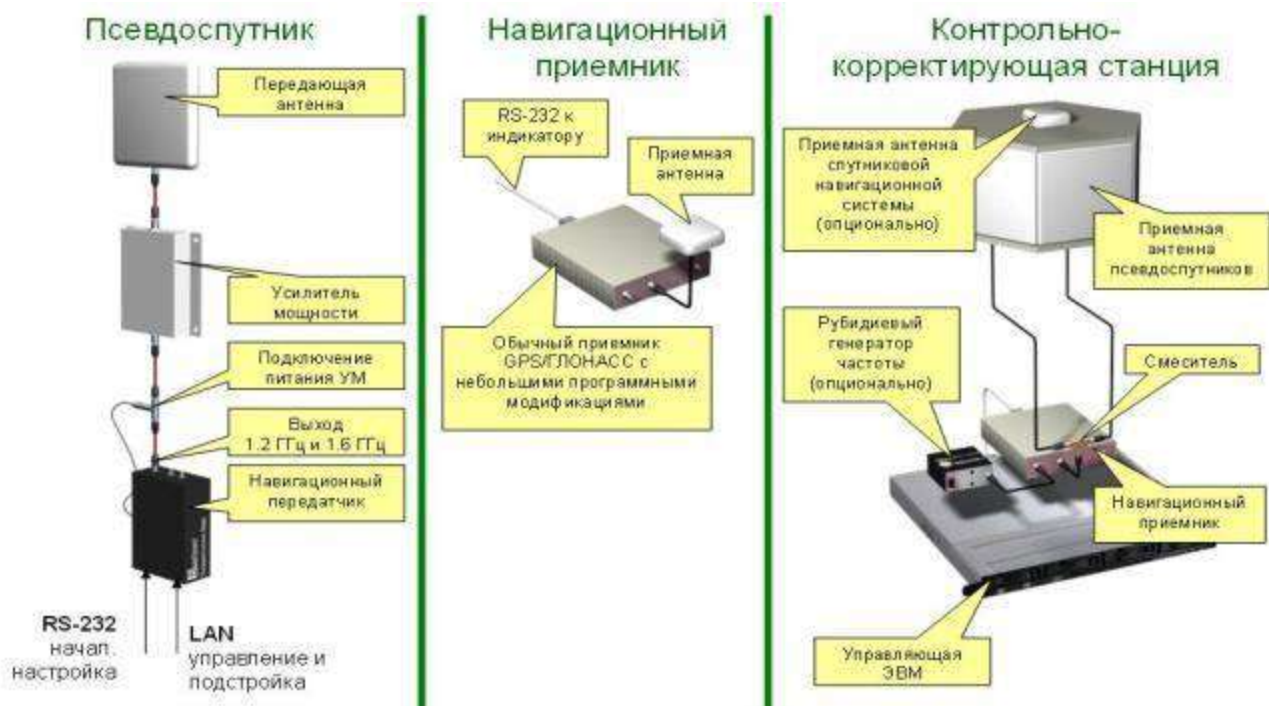 Псевдоспутник
Передающая
антенна
Усилитель
мощности
Подключение
питания УМ
Выход
1.2 ГГц и 1.6 ГГц
Навигационный
передатчик
RS-232
начал.
настройка
LAN
управление и
подстройка
Навигационный
приемник
RS-232 к
индикатору
Приемная
антенна
Обычный приемник
GPS/ГЛОНАСС с
небольшими программными
модификациями
Контрольно-
корректирующая станция
Приемная антенна
спутниковой
навигационной
системы
(опционально)
Приемная
антенна
псевдоспутников
Рубидиевый
генератор
частоты
(опционально)
Смеситель
Навигационный
приемник
Управляющая
ЭВМ